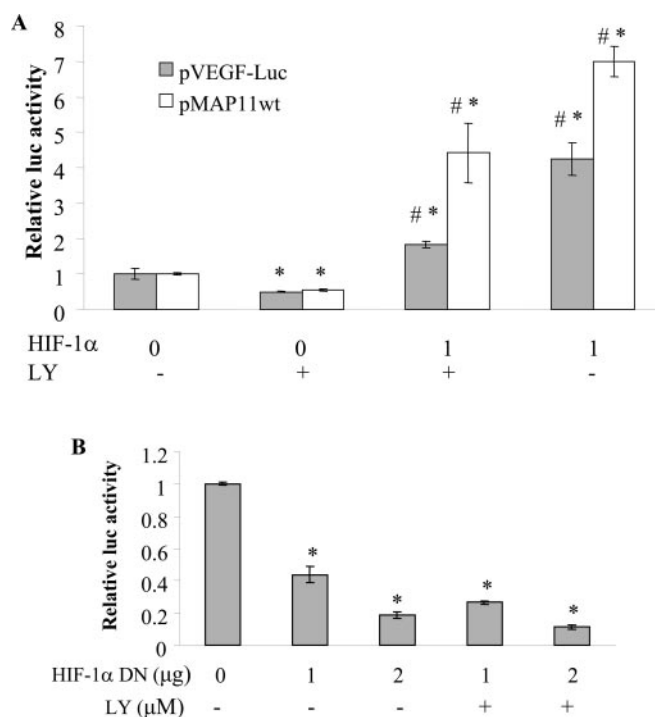 A
8
7
6
5
4
3
2
1
0
Relative luc activity
pVEGF-Luc
pMAP11wt
* *
# * # *
# * # *
HIF-1α 0 0 1 1
LY - + + -
B
1.2
1
0.8
0.6
0.4
0.2
0
Relative luc activity
* * * *
HIF-1α DN (μg) 0 1 2 1 2
LY (μM) - - - + +